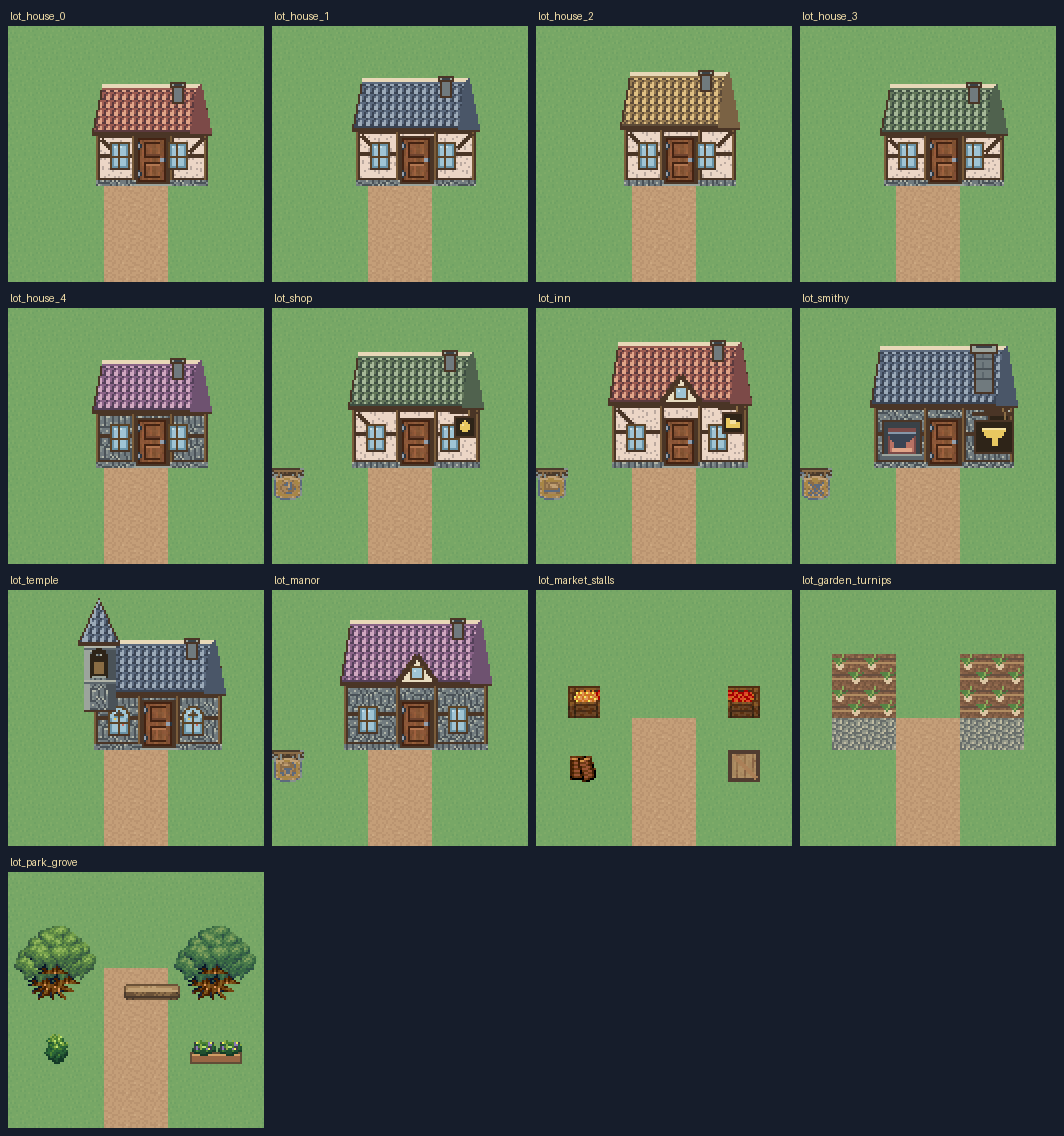 lot_house_0
lot_house_1
lot_house_2
lot_house_3
lot_house_4
lot_shop
lot_inn
lot_smithy
lot_temple
lot_manor
lot_market_stalls
lot_garden_turnips
lot_park_grove